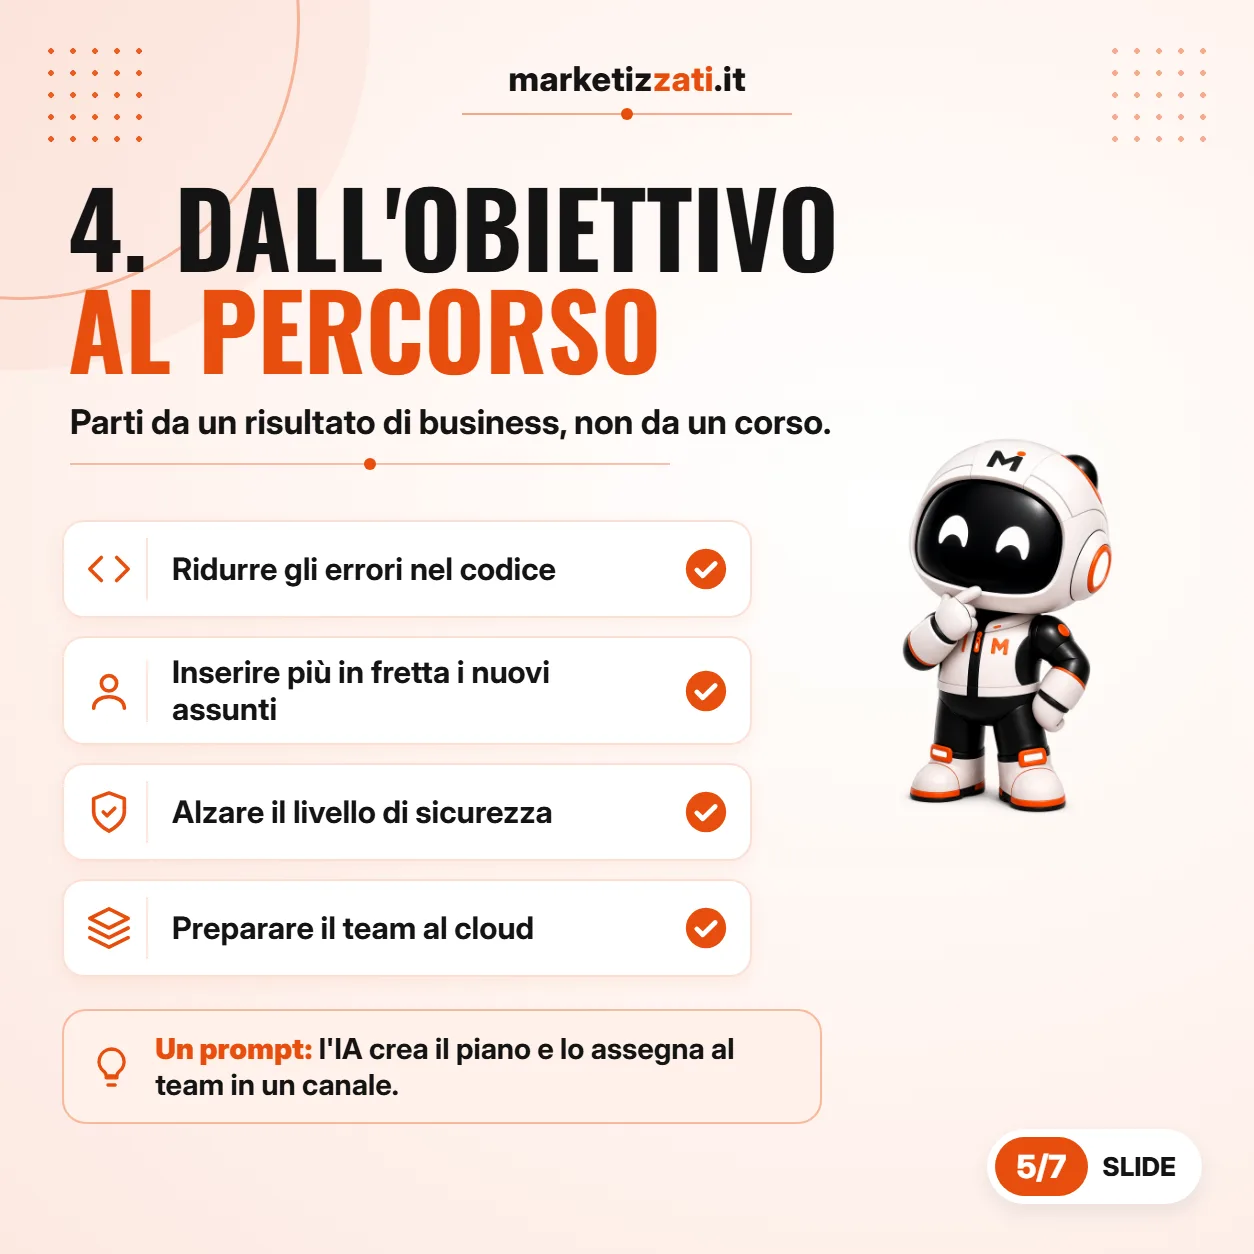 marketizzati.it
4. DALL'OBIETTIVO
AL PERCORSO
Parti da un risultato di business, non da un corso.
Ridurre gli errori nel codice
Inserire più in fretta i nuovi
assunti
Alzare il livello di sicurezza
Preparare il team al cloud
Un prompt: l'IA crea il piano e lo assegna al
team in un canale.
M
M
5/7 SLIDE